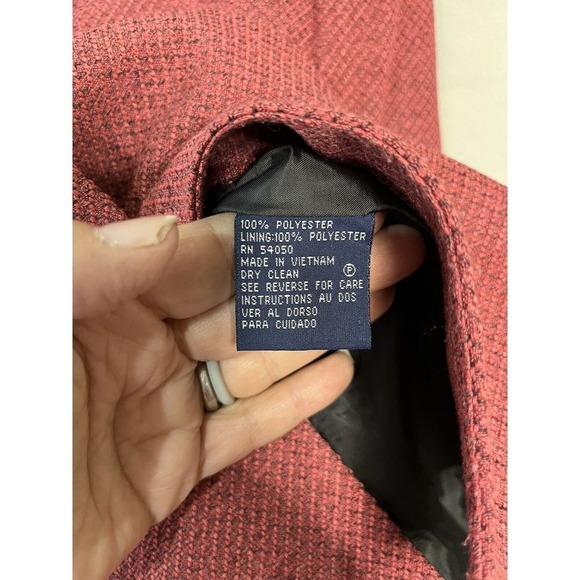 100% POLYESTER
LINING:100% POLYESTER
RN 54050
MADE IN VIETNAM
DRY CLEAN Ⓟ
SEE REVERSE FOR CARE
INSTRUCTIONS AU DOS
VER AL DORSO
PARA CUIDADO